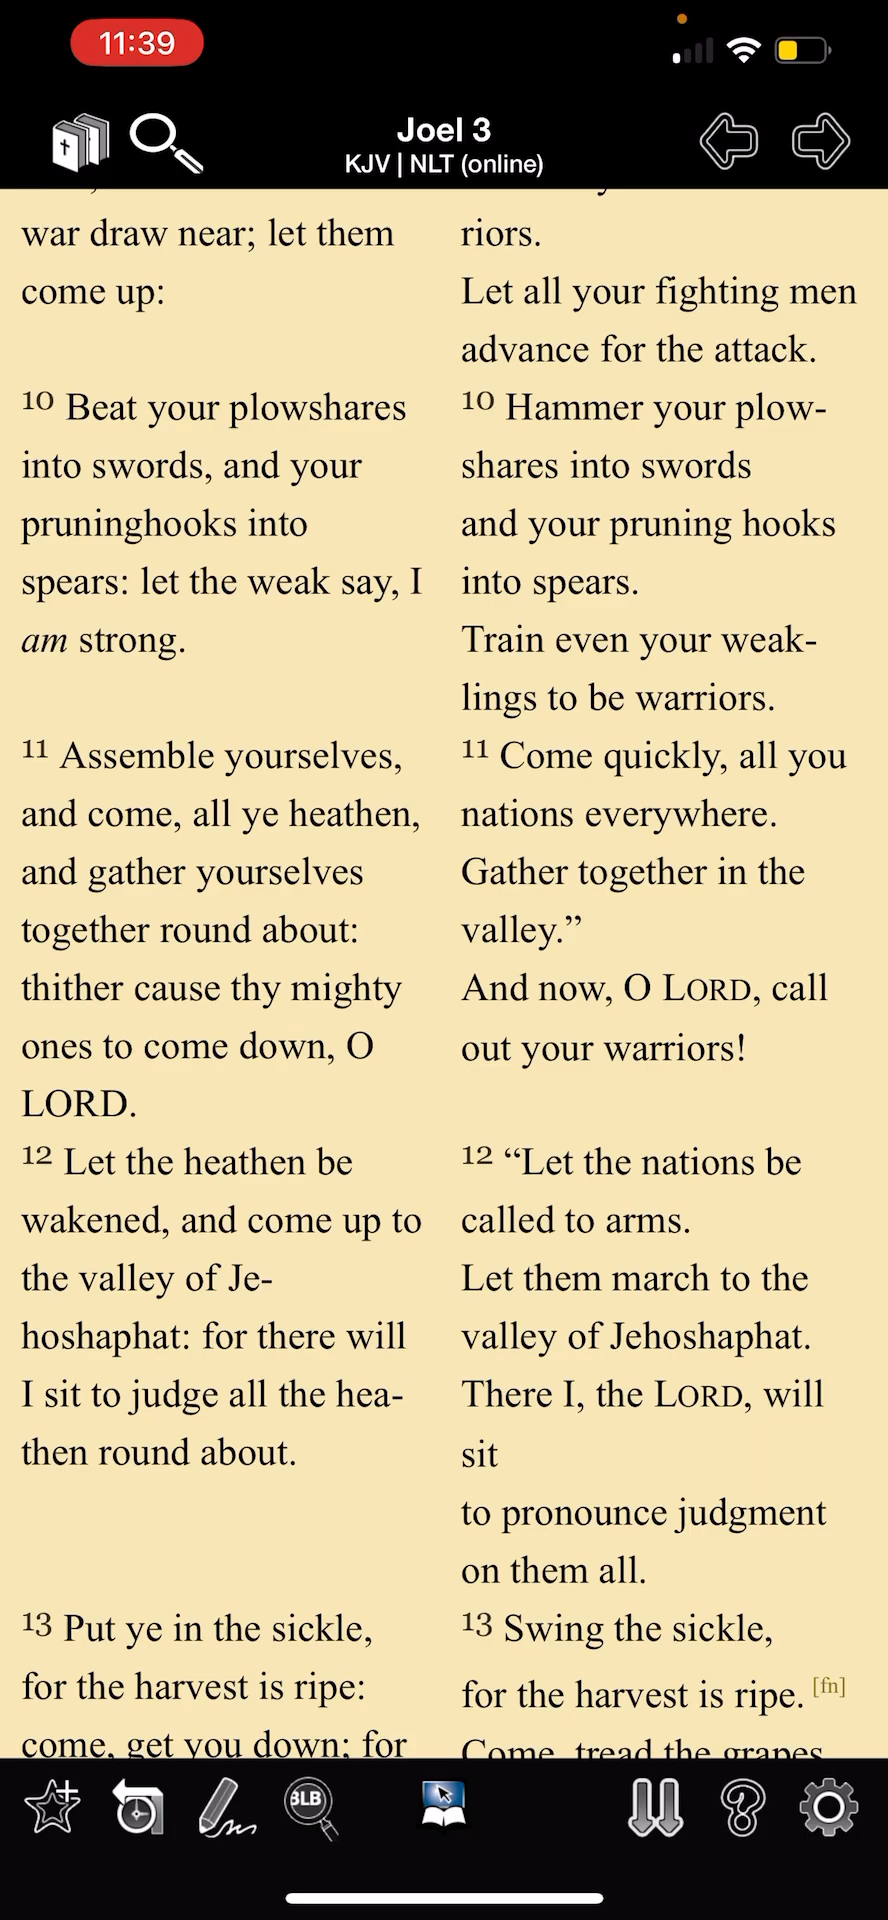 11:39
Joel 3
KJV | NLT (online)
war draw near; let them
come up:
10 Beat your plowshares
into swords, and your
pruninghooks into
spears: let the weak say, I
am strong.
11 Assemble yourselves,
and come, all ye heathen,
and gather yourselves
together round about:
thither cause thy mighty
ones to come down, O
LORD.
12 Let the heathen be
wakened, and come up to
the valley of Je-
hoshaphat: for there will
I sit to judge all the hea-
then round about.
13 Put ye in the sickle,
for the harvest is ripe:
come, get you down; for
riors.
Let all your fighting men
advance for the attack.
10 Hammer your plow-
shares into swords
and your pruning hooks
into spears.
Train even your weak-
lings to be warriors.
11 Come quickly, all you
nations everywhere.
Gather together in the
valley.”
And now, O LORD, call
out your warriors!
12 “Let the nations be
called to arms.
Let them march to the
valley of Jehoshaphat.
There I, the LORD, will
sit
to pronounce judgment
on them all.
13 Swing the sickle,
for the harvest is ripe. [fn]
Come, tread the grapes
BLB